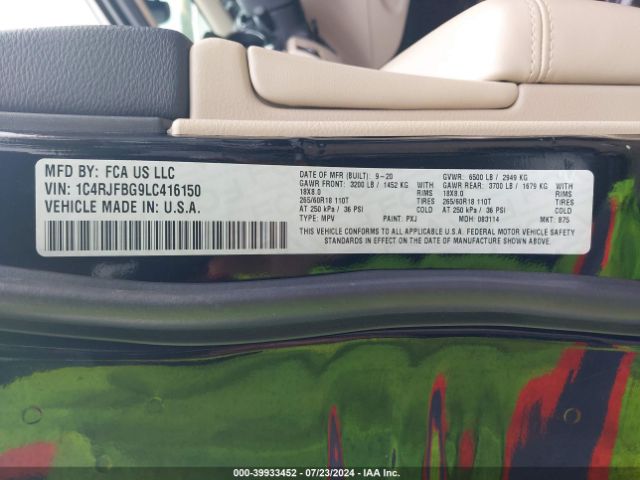 MFD BY: FCA US LLC
VIN: 1C4RJFBG9LC416150
VEHICLE MADE IN: U.S.A.
DATE OF MFR (BUILT): 9-20 GVWR: 6500 LB / 2949 KG
GAWR FRONT: 3200 LB / 1452 KG WITH GAWR REAR: 3700 LB / 1679 KG WITH
18X8.0 RIMS 18X8.0 RIMS
265/60R18 110T TIRES 265/60R18 110T TIRES
AT 250 kPa / 36 PSI COLD AT 250 kPa / 36 PSI COLD
TYPE: MPV PAINT: PXJ MDH: 083114 MKT: 875
THIS VEHICLE CONFORMS TO ALL APPLICABLE U.S.A. FEDERAL MOTOR VEHICLE SAFETY
STANDARDS IN EFFECT ON THE DATE OF MANUFACTURE SHOWN ABOVE.
000-39933452 - 07/23/2024 - IAA Inc.